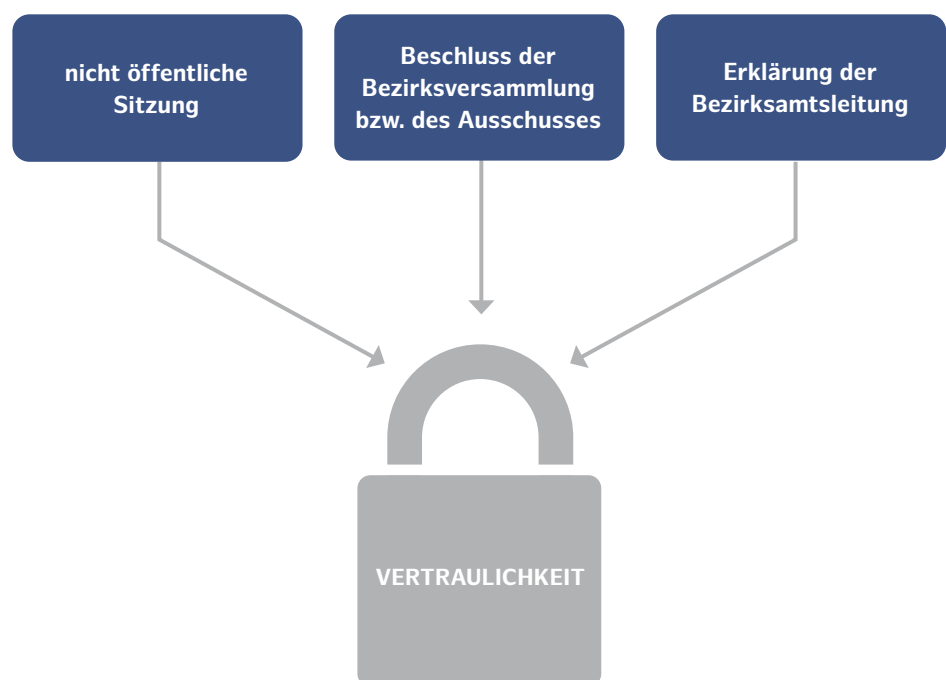 nicht öffentliche
Sitzung
Beschluss der
Bezirksversammlung
bzw. des Ausschusses
Erklärung der
Bezirksamtsleitung
VERTRAULICHKEIT